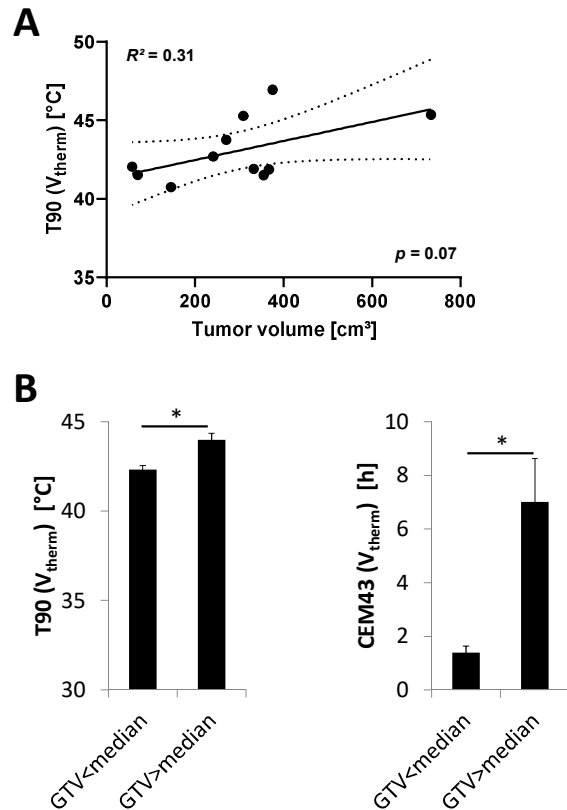 A
R² = 0.31
50
45
40
35
T90 (Vtherm) [°C]
p = 0.07
0 200 400 600 800
Tumor volume [cm³]
B
45
40
35
30
T90 (Vtherm) [°C]
*
GTV<median
GTV>median
10
8
6
4
2
0
CEM43 (Vtherm) [h]
*
GTV<median
GTV>median